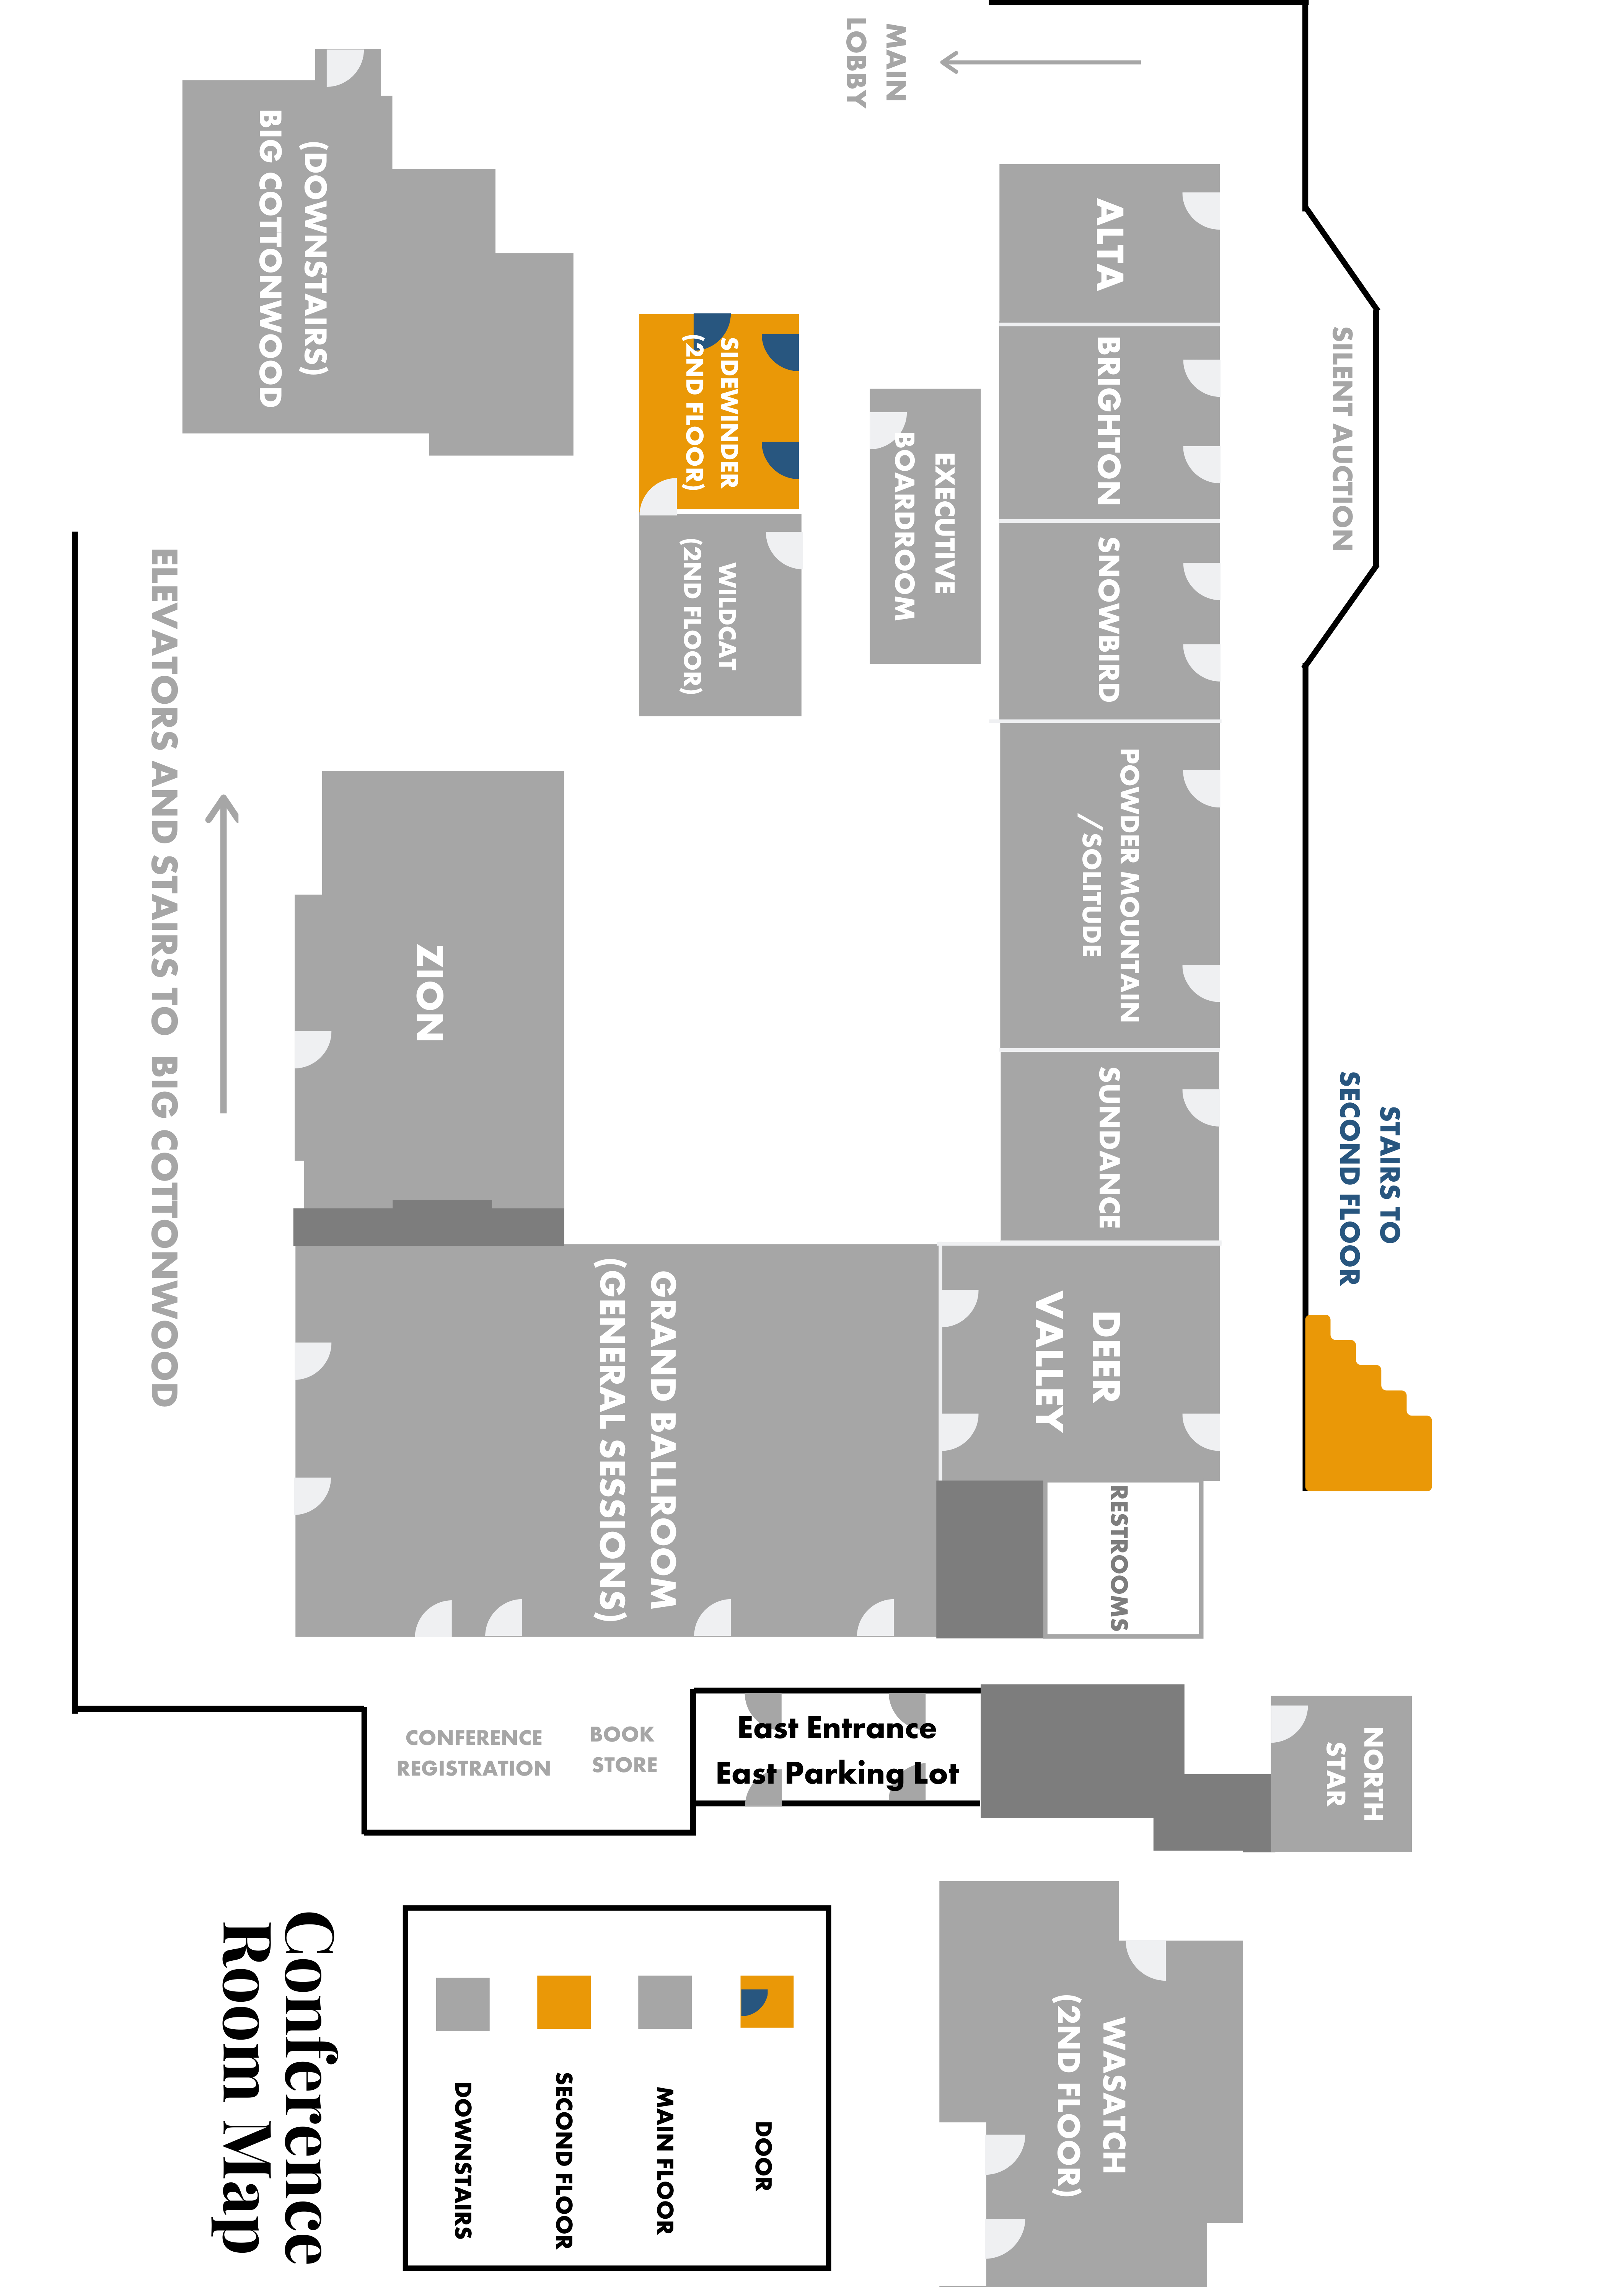 MAIN
LOBBY
(DOWNSTAIRS)
BIG COTTONWOOD
ALTA
SILENT AUCTION
SIDEWINDER
(2ND FLOOR)
BRIGHTON
EXECUTIVE
BOARDROOM
SNOWBIRD
WILDCAT
(2ND FLOOR)
ELEVATORS AND STAIRS TO BIG COTTONWOOD
POWDER MOUNTAIN
/SOLITUDE
ZION
SUNDANCE
STAIRS TO
SECOND FLOOR
GRAND BALLROOM
(GENERAL SESSIONS)
DEER
VALLEY
RESTROOMS
CONFERENCE
REGISTRATION
BOOK
STORE
East Entrance
East Parking Lot
NORTH
STAR
Conference
Room Map
DOOR
MAIN FLOOR
SECOND FLOOR
DOWNSTAIRS
WASATCH
(2ND FLOOR)